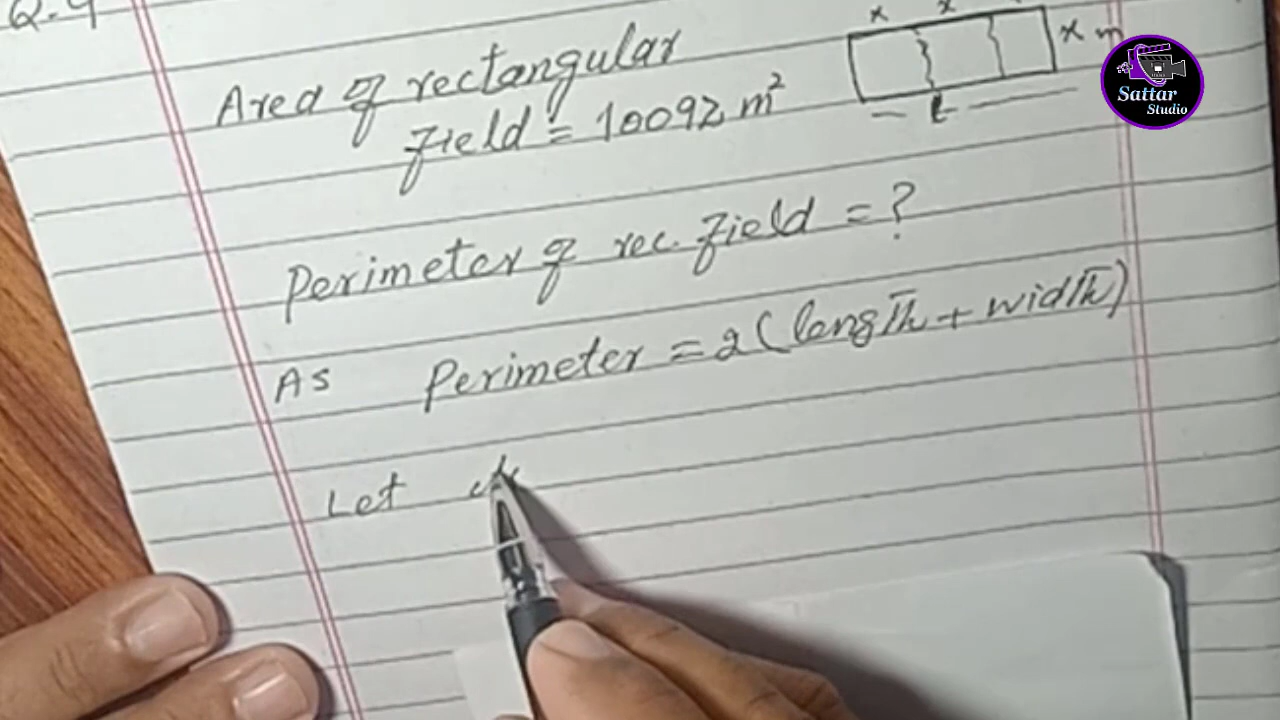 Q.4
x x
x m
l
Area of rectangular
field = 10092 m²
Perimeter of rec. field = ?
As Perimeter = 2(length + width)
Let
Sattar
Studio